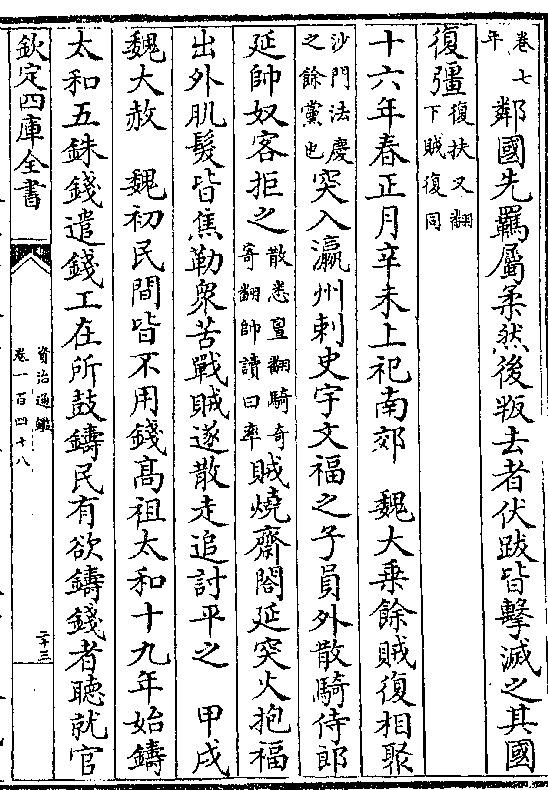 卷七
年
鄰國先羈屬柔然後叛去者伏跋皆擊滅之其國
復彊
復扶又翻
下賊復同
十六年春正月辛未上祀南郊　魏大乘餘賊復相聚
沙門法慶
之餘黨也
突入瀛州刺史宇文福之子員外散騎侍郎
延帥奴客拒之
散悉亶翻騎奇
寄翻帥讀曰率
賊燒齋閤延突火抱福
出外肌髮皆焦勒衆苦戰賊遂散走追討平之　甲戌
魏大赦　魏初民間皆不用錢高祖太和十九年始鑄
太和五銖錢遣錢工在所鼓鑄民有欲鑄錢者聽就官
欽定四庫全書
資治通鑑
卷一百四十八
二十三